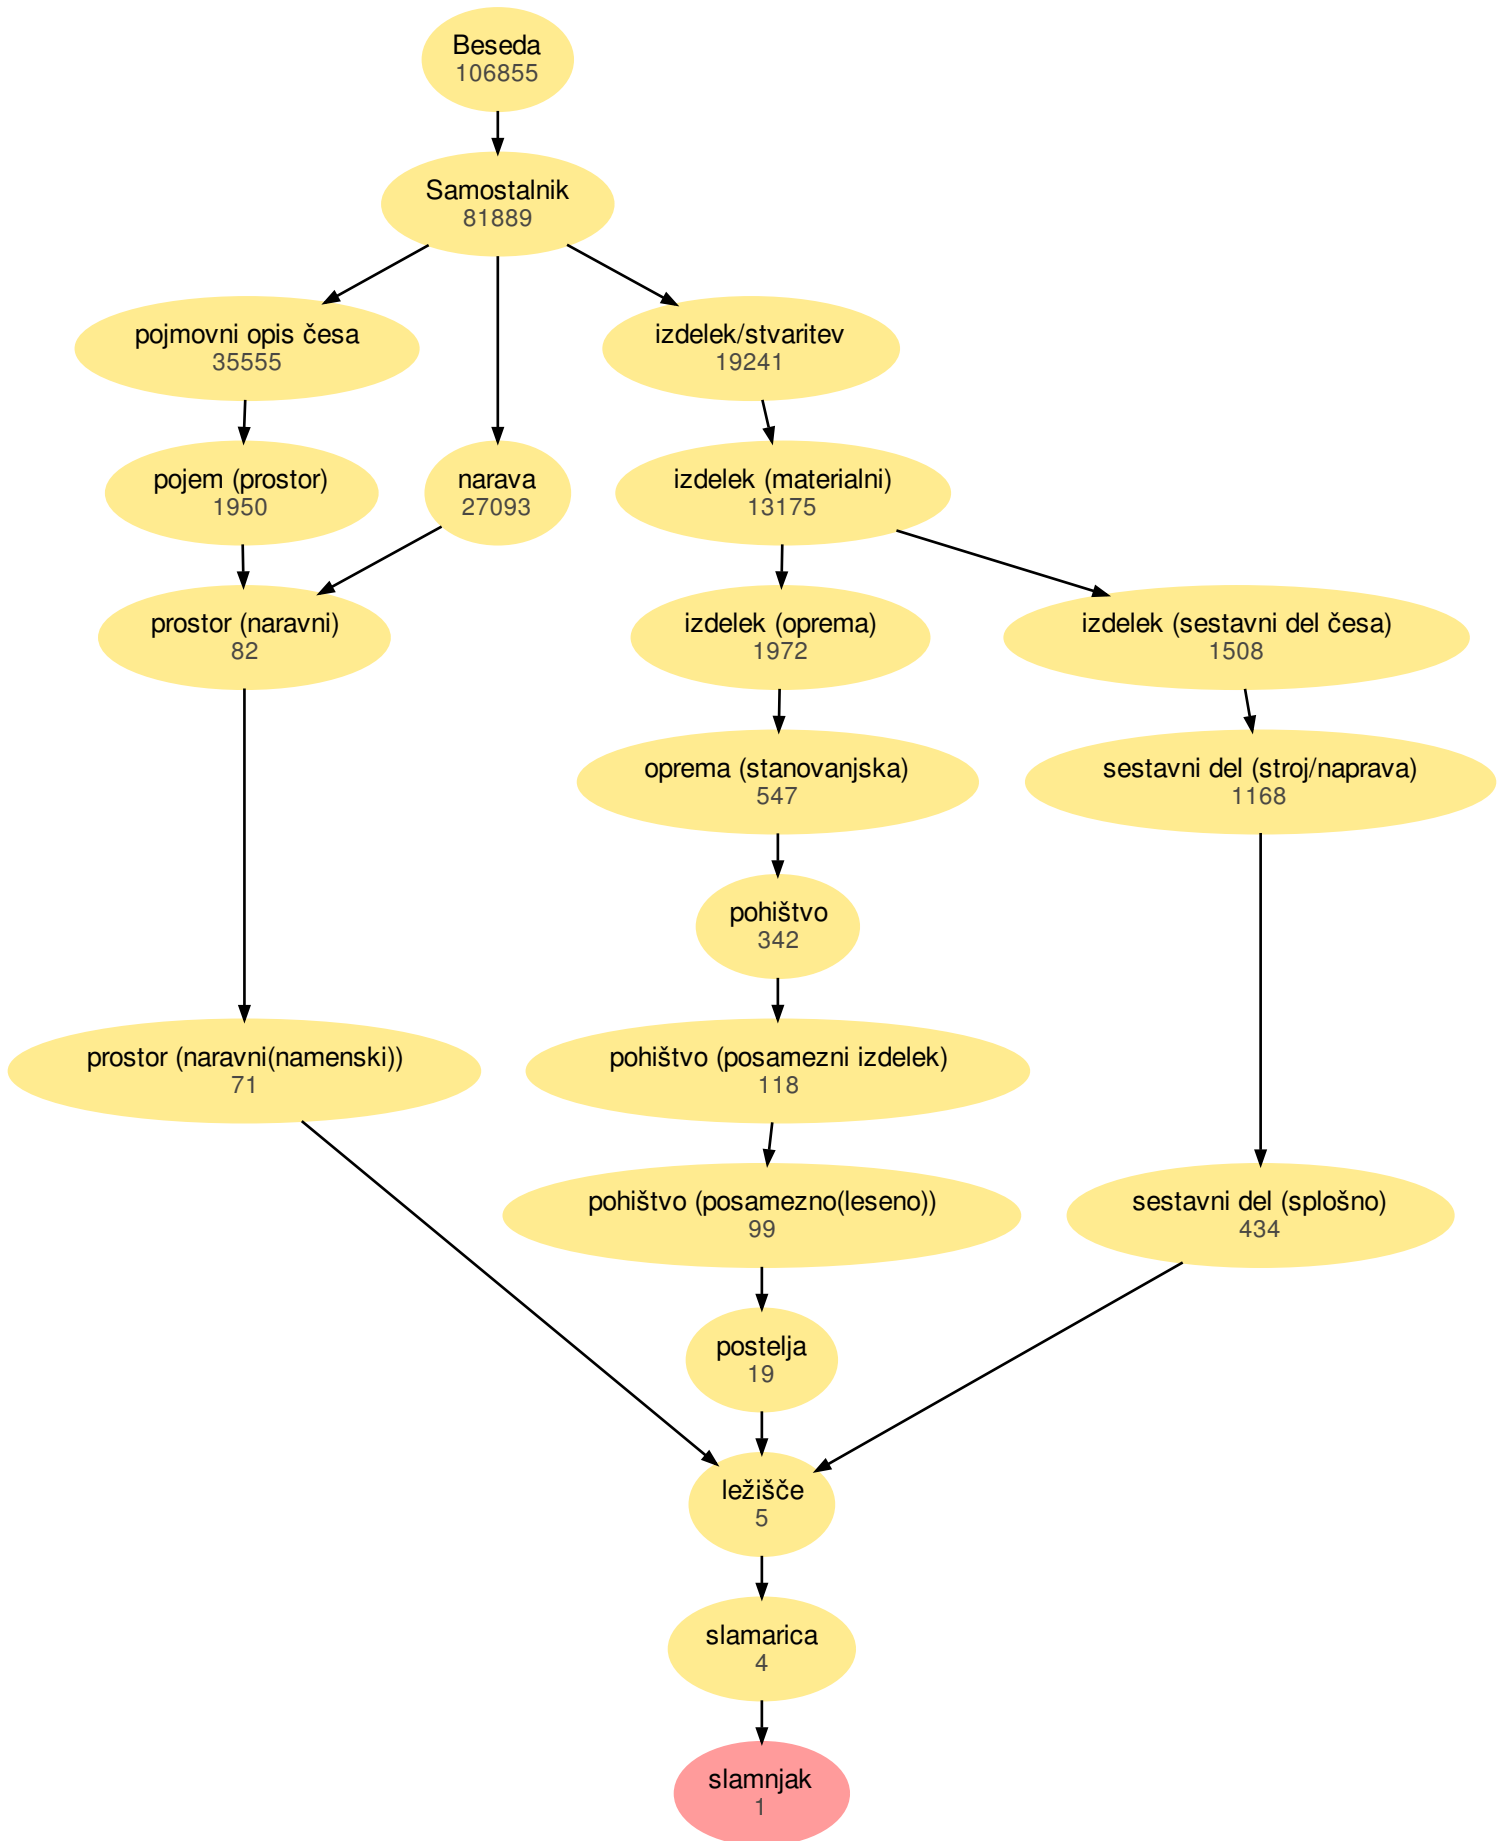 Beseda
106855
Samostalnik
81889
pojmovni opis česa
35555
izdelek/stvaritev
19241
pojem (prostor)
1950
narava
27093
izdelek (materialni)
13175
prostor (naravni)
82
izdelek (oprema)
1972
izdelek (sestavni del česa)
1508
oprema (stanovanjska)
547
sestavni del (stroj/naprava)
1168
pohištvo
342
prostor (naravni(namenski))
71
pohištvo (posamezni izdelek)
118
pohištvo (posamezno(leseno))
99
sestavni del (splošno)
434
postelja
19
ležišče
5
slamarica
4
slamnjak
1